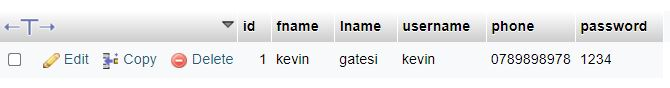 id fname lname username phone password
Edit Copy Delete 1 kevin gatesi kevin 0789898978 1234